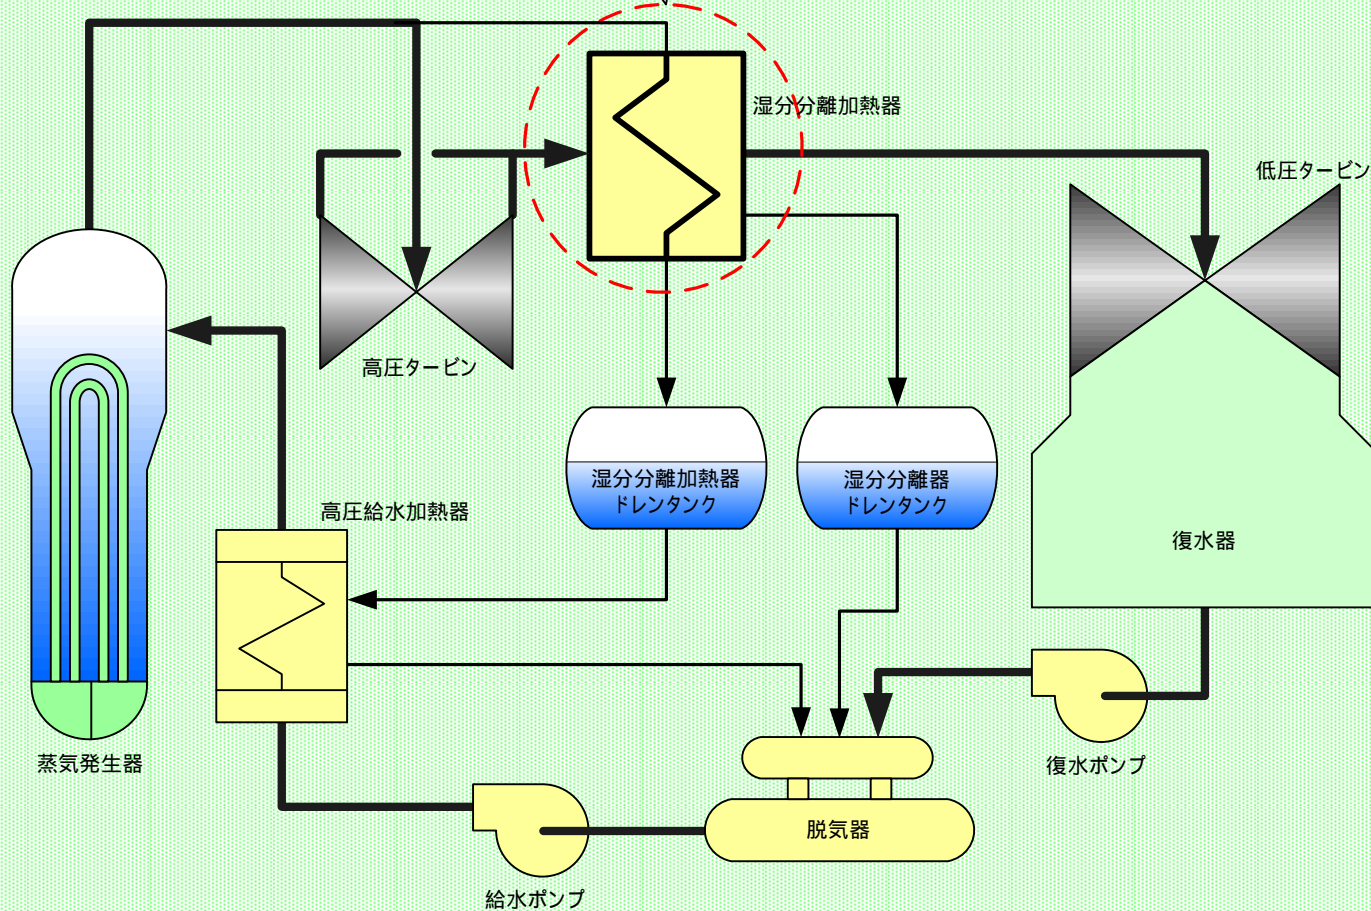 湿分分離加熱器
低圧タービン
高圧タービン
湿分分離加熱器
ドレンタンク
湿分分離器
ドレンタンク
高圧給水加熱器
復水器
蒸気発生器
復水ポンプ
脱気器
給水ポンプ